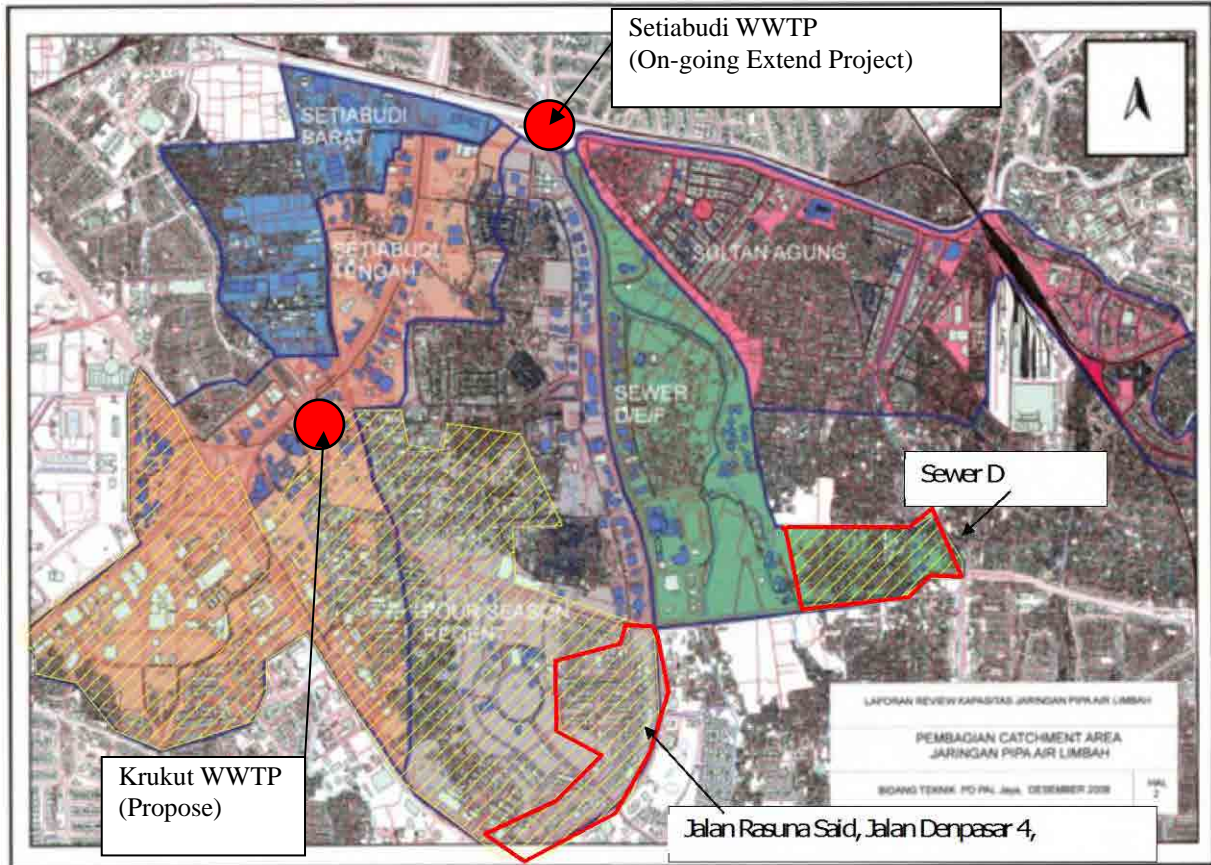 Setiabudi WWTP
(On-going Extend Project)
SETIABUDI
BARAT
SETIABUDI
TENGAH
SULTAN AGUNG
SEWER
D/E/F
Sewer D
FOUR SEASON
REGENT
LAPORAN REVIEW KAPASITAS JARINGAN PIPA AIR LIMBAH
PEMBAGIAN CATCHMENT AREA
JARINGAN PIPA AIR LIMBAH
BIDANG TEKNIK PD PAL Jaya, DESEMBER 2009
HAL
2
Krukut WWTP
(Propose)
Jalan Rasuna Said, Jalan Denpasar 4,